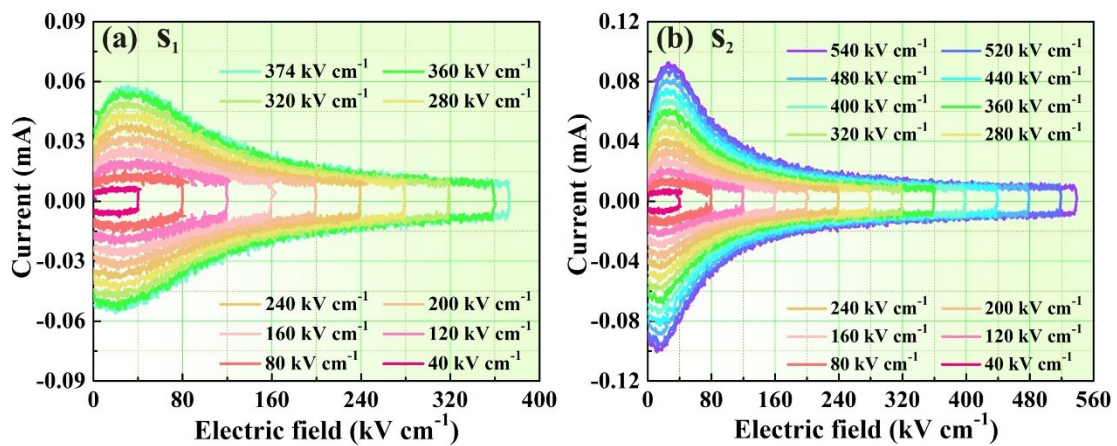 (a) S1
374 kV cm-1 360 kV cm-1
320 kV cm-1 280 kV cm-1
240 kV cm-1 200 kV cm-1
160 kV cm-1 120 kV cm-1
80 kV cm-1 40 kV cm-1
Current (mA)
0.09
0.06
0.03
0.00
-0.03
-0.06
-0.09
0 80 160 240 320 400
Electric field (kV cm-1)
(b) S2
540 kV cm-1 520 kV cm-1
480 kV cm-1 440 kV cm-1
400 kV cm-1 360 kV cm-1
320 kV cm-1 280 kV cm-1
240 kV cm-1 200 kV cm-1
160 kV cm-1 120 kV cm-1
80 kV cm-1 40 kV cm-1
Current (mA)
0.12
0.08
0.04
0.00
-0.04
-0.08
-0.12
0 80 160 240 320 400 480 560
Electric field (kV cm-1)